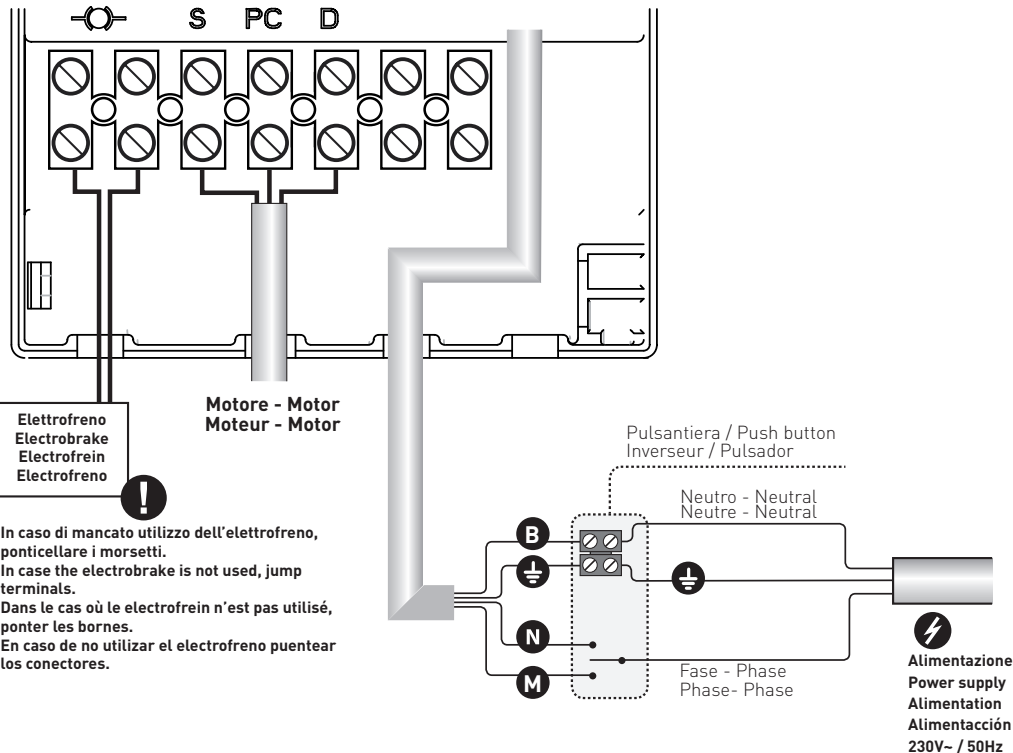 S PC D
Elettrofreno
Electrobrake
Electrofrein
Electrofreno
!
Motore - Motor
Moteur - Motor
In caso di mancato utilizzo dell'elettrofreno,
ponticellare i morsetti.
In case the electrobrake is not used, jump
terminals.
Dans le cas où le electrofrein n'est pas utilisé,
ponter les bornes.
En caso de no utilizar el electrofreno puentear
los conectores.
Pulsantiera / Push button
Inverseur / Pulsador
Neutro - Neutral
Neutre - Neutral
B
N
M
Fase - Phase
Phase- Phase
Alimentazione
Power supply
Alimentation
Alimentacción
230V~ / 50Hz